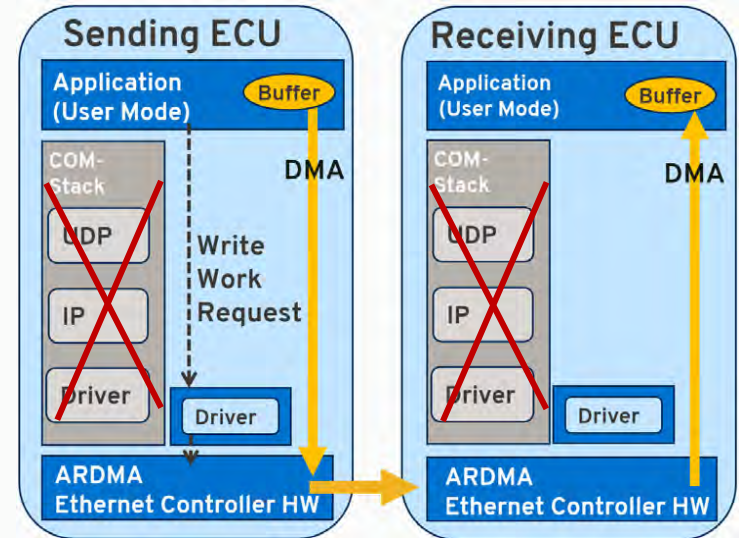 Sending ECU
Application
(User Mode)
Buffer
COM-
Stack
DMA
UDP
IP
Driver
Write
Work
Request
Driver
ARDMA
Ethernet Controller HW
Receiving ECU
Application
(User Mode)
Buffer
COM-
Stack
DMA
UDP
IP
Driver
Driver
ARDMA
Ethernet Controller HW